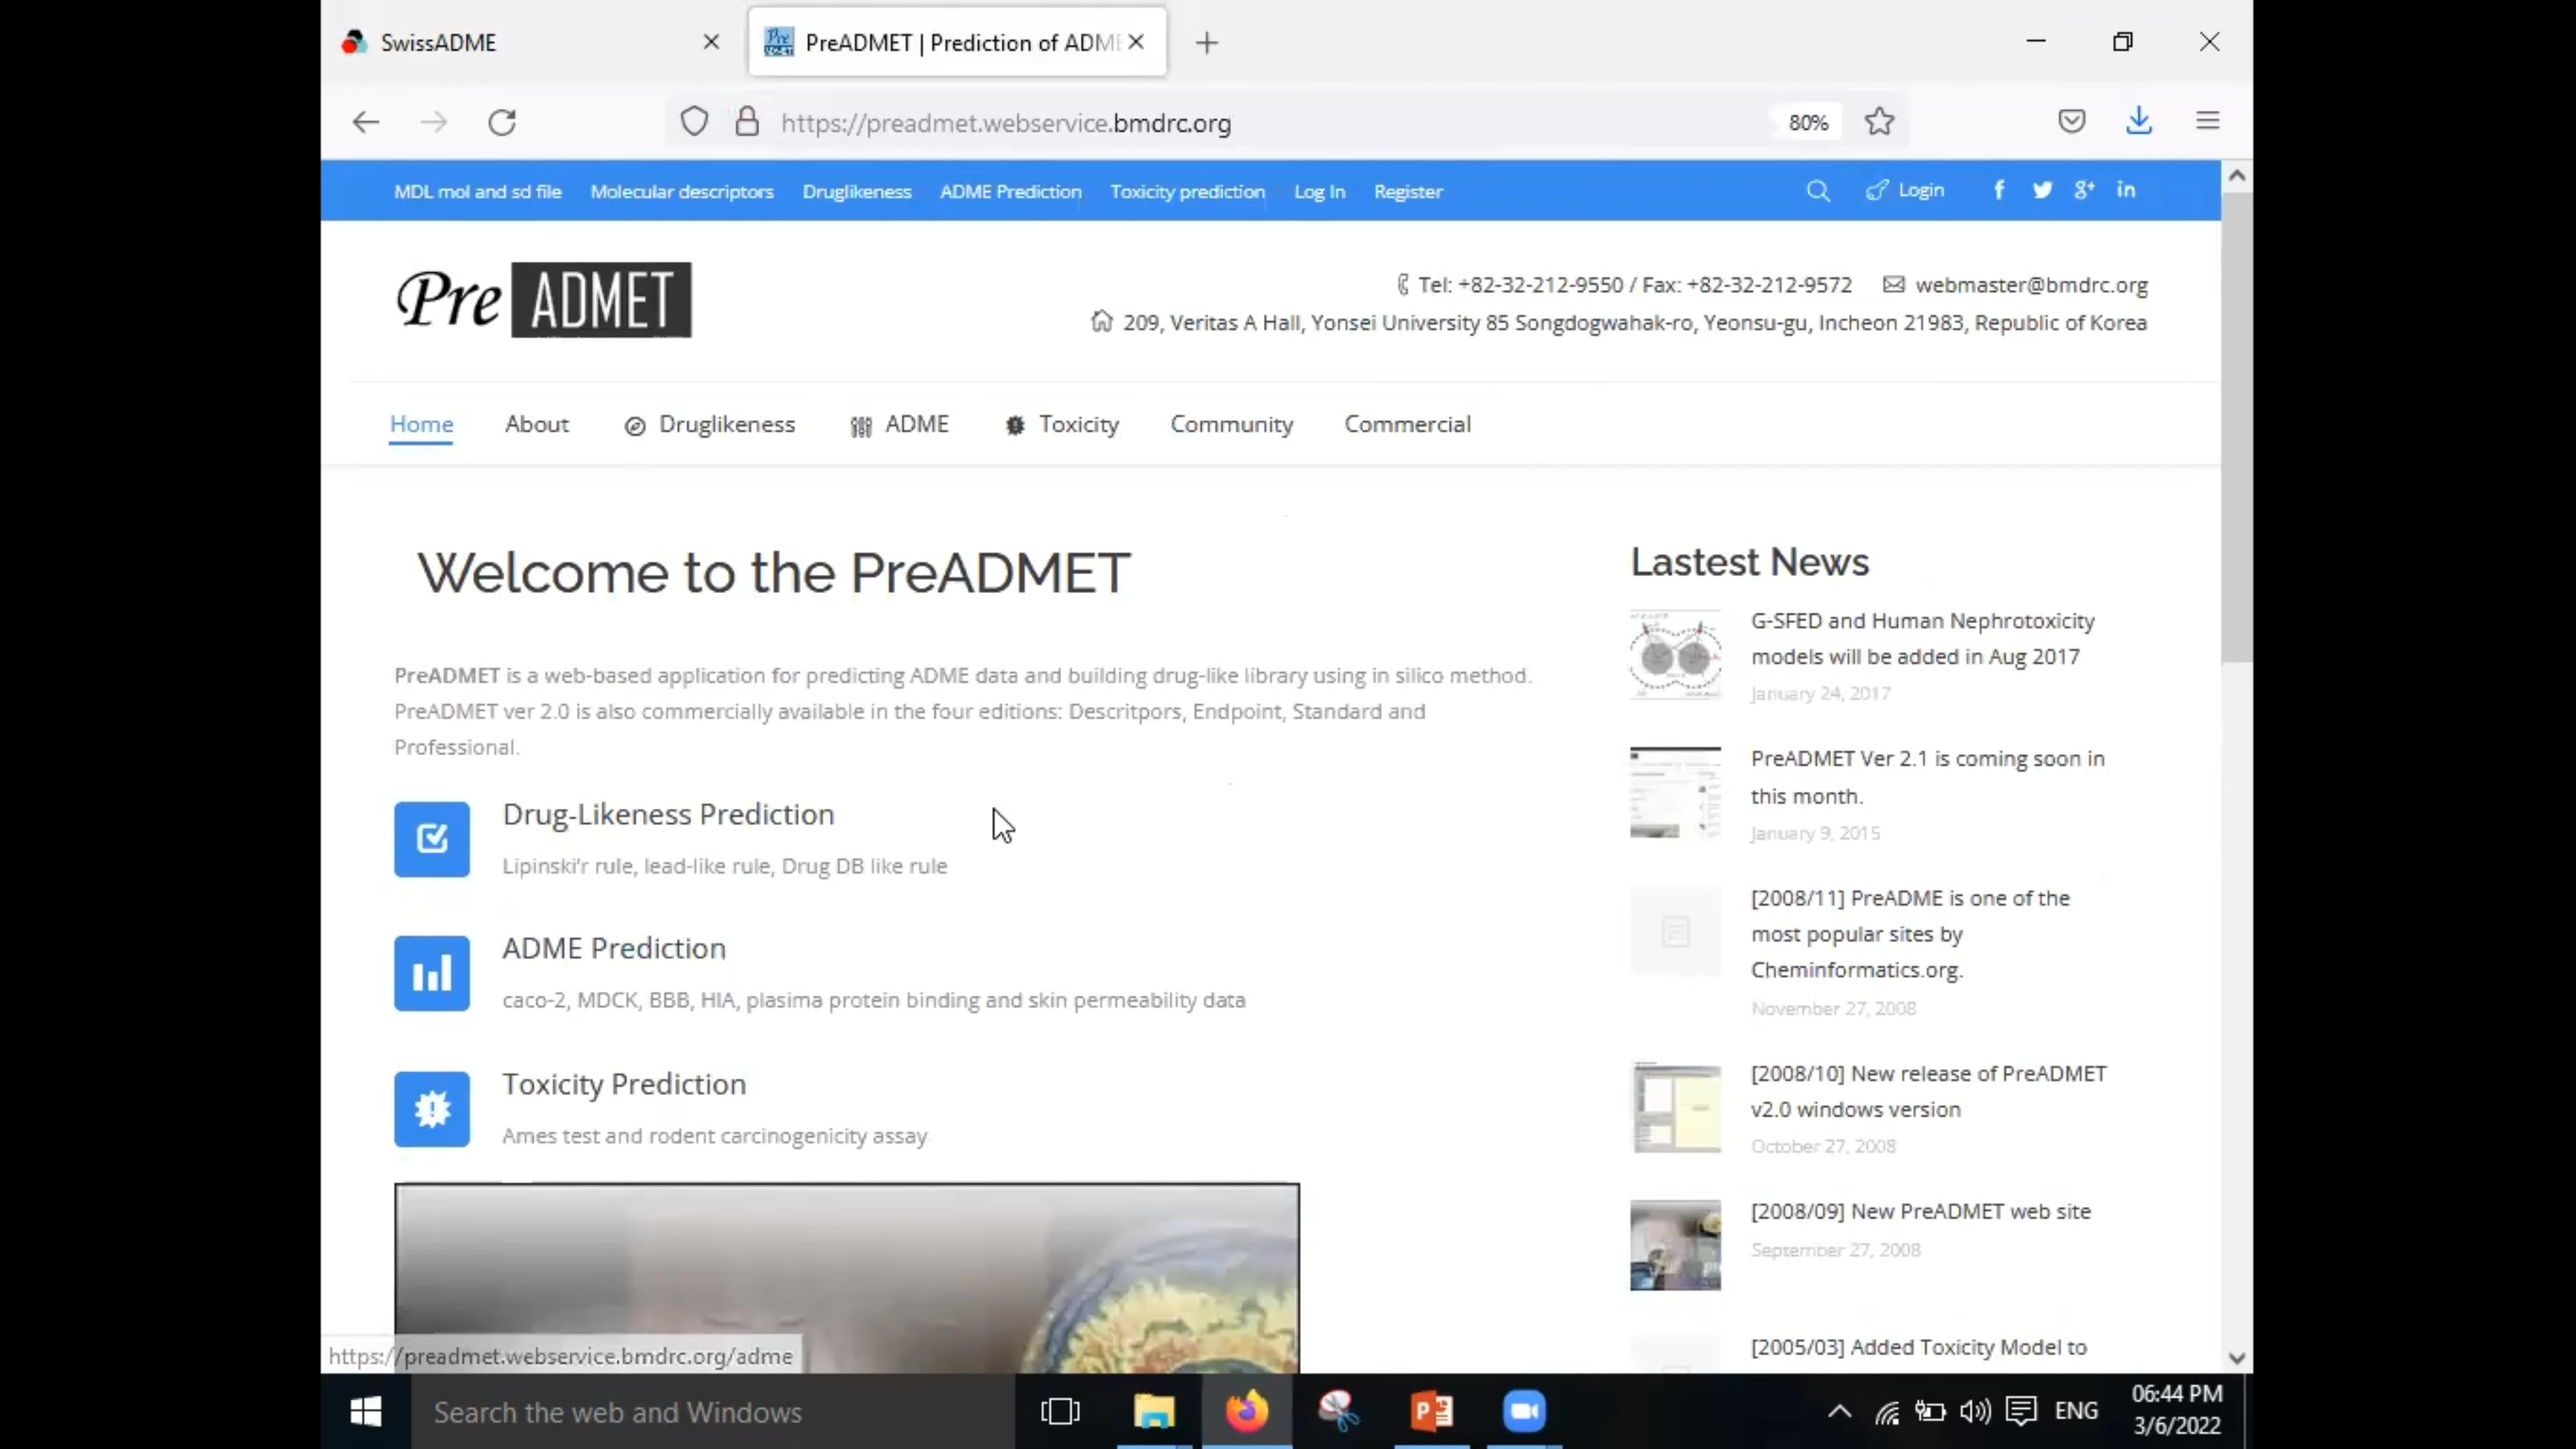 SwissADME
PreADMET | Prediction of ADME
https://preadmet.webservice.bmdrc.org
80%
MDL mol and sd file Molecular descriptors Druglikeness ADME Prediction Toxicity prediction Log In Register Login
Pre ADMET
Tel: +82-32-212-9550 / Fax: +82-32-212-9572 webmaster@bmdrc.org
209, Veritas A Hall, Yonsei University 85 Songdogwahak-ro, Yeonsu-gu, Incheon 21983, Republic of Korea
Home About Druglikeness ADME Toxicity Community Commercial
Welcome to the PreADMET
PreADMET is a web-based application for predicting ADME data and building drug-like library using in silico method.
PreADMET ver 2.0 is also commercially available in the four editions: Descritpors, Endpoint, Standard and
Professional.
Drug-Likeness Prediction
Lipinski'r rule, lead-like rule, Drug DB like rule
ADME Prediction
caco-2, MDCK, BBB, HIA, plasima protein binding and skin permeability data
Toxicity Prediction
Ames test and rodent carcinogenicity assay
Lastest News
G-SFED and Human Nephrotoxicity
models will be added in Aug 2017
January 24, 2017
PreADMET Ver 2.1 is coming soon in
this month.
January 9, 2015
[2008/11] PreADME is one of the
most popular sites by
Cheminformatics.org.
November 27, 2008
[2008/10] New release of PreADMET
v2.0 windows version
October 27, 2008
[2008/09] New PreADMET web site
September 27, 2008
[2005/03] Added Toxicity Model to
https://preadmet.webservice.bmdrc.org/adme
Search the web and Windows
ENG
06:44 PM
3/6/2022